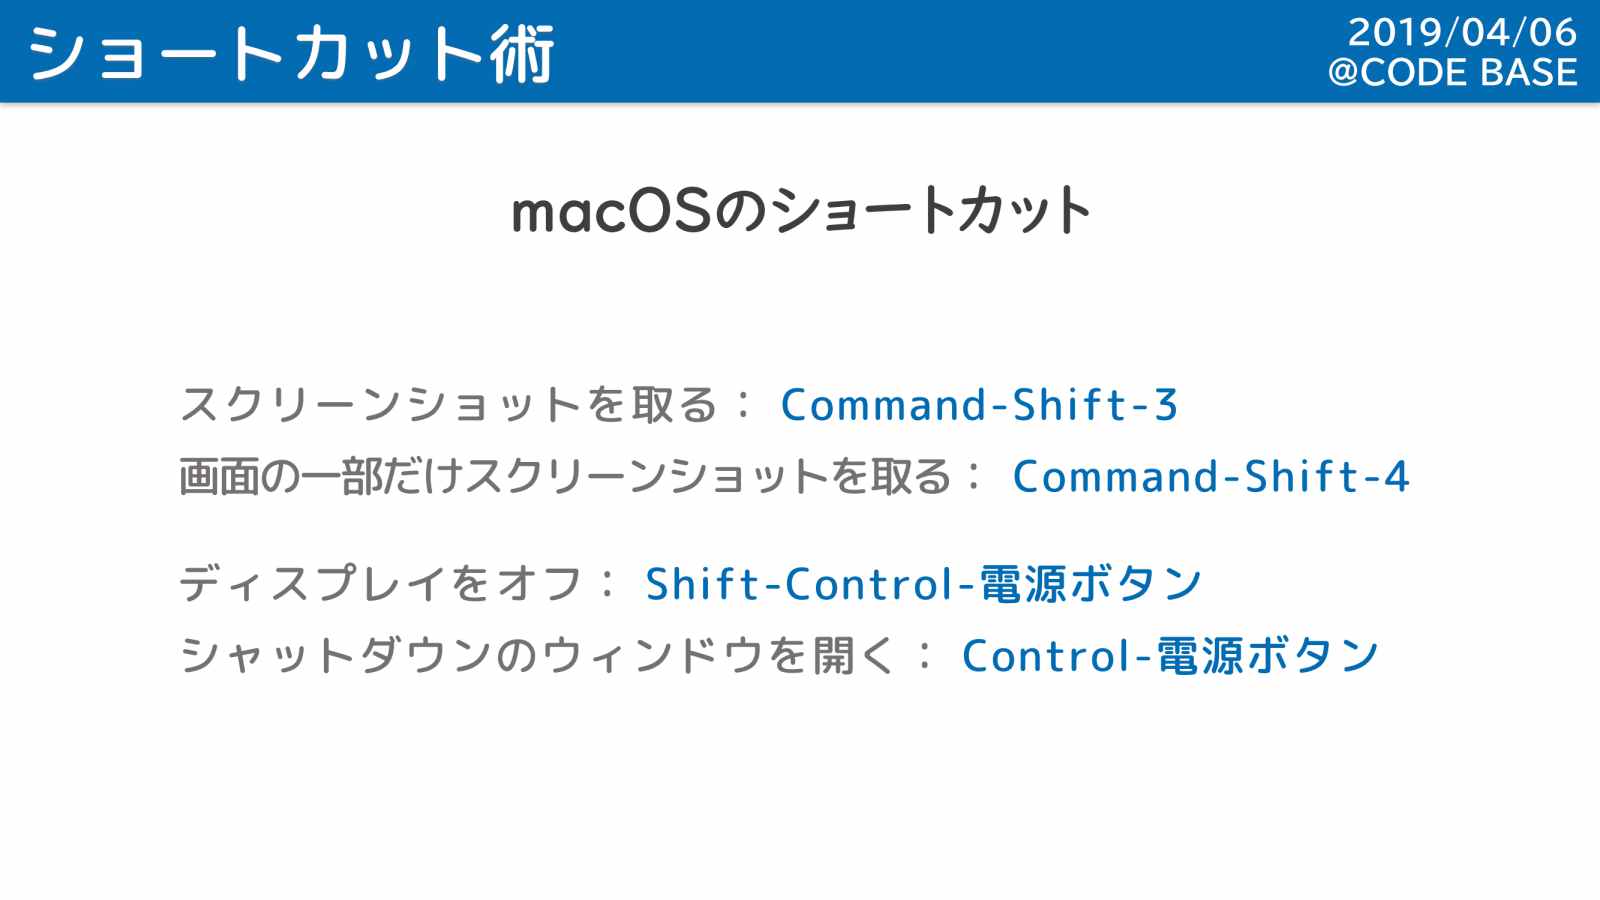 ショートカット術
2019/04/06
@CODE BASE
macOSのショートカット
スクリーンショットを取る： Command-Shift-3
画面の一部だけスクリーンショットを取る： Command-Shift-4
ディスプレイをオフ： Shift-Control-電源ボタン
シャットダウンのウィンドウを開く： Control-電源ボタン